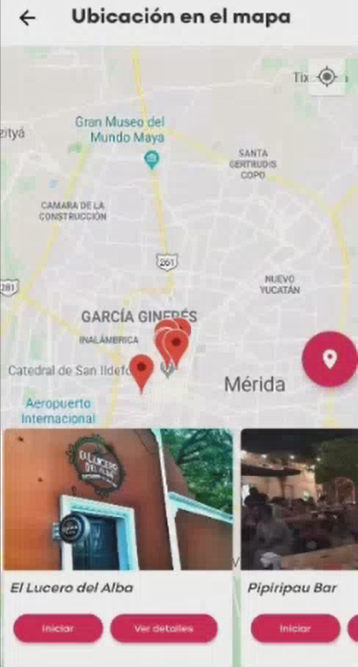 Ubicación en el mapa
Tix
zityá
Gran Museo del
Mundo Maya
SANTA
GERTRUDIS
COPO
CAMARA DE LA
CONSTRUCCIÓN
261
281
NUEVO
YUCATÁN
GARCÍA GINERÉS
INALÁMBRICA
Catedral de San Ildefo
Mérida
Aeropuerto
Internacional
EL LUCERO
DEL ALBA
El Lucero del Alba
Pipiripau Bar
Iniciar
Ver detalles
Iniciar